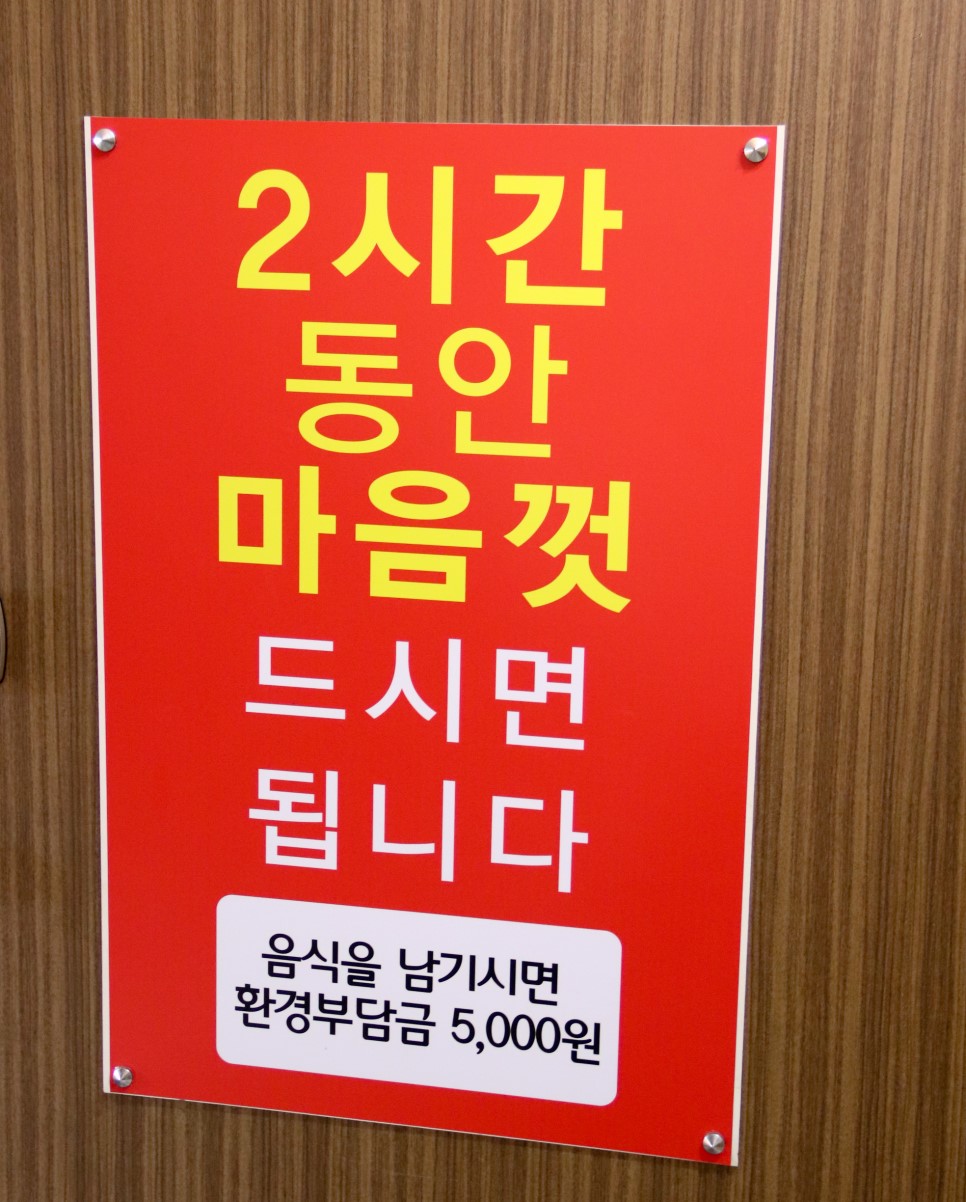 2시간
동안
마음껏
드시면
됩니다
음식을 남기시면
환경부담금 5,000원